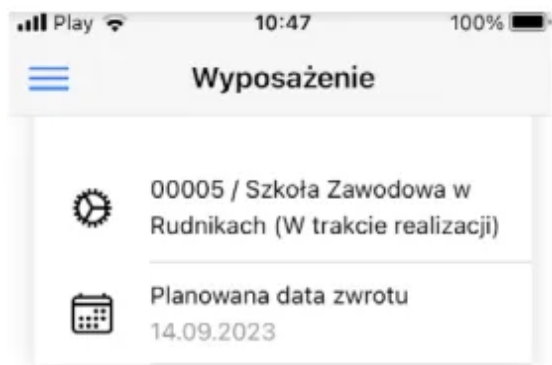 Play 10:47 100%
Wyposażenie
00005 / Szkoła Zawodowa w
Rudnikach (W trakcie realizacji)
Planowana data zwrotu
14.09.2023